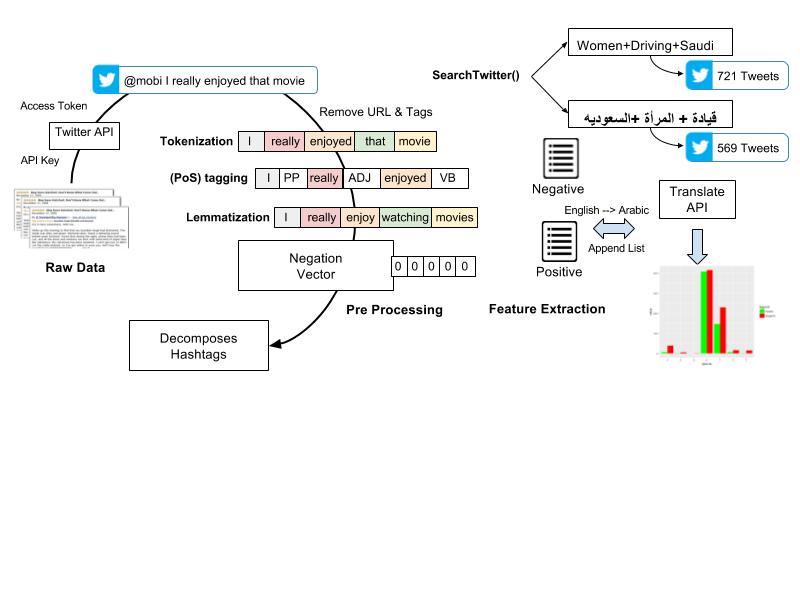 @mobi I really enjoyed that movie
Access Token
Twitter API
API Key
Raw Data
Remove URL & Tags
Tokenization I really enjoyed that movie
(PoS) tagging I PP really ADJ enjoyed VB
Lemmatization I really enjoy watching movies
Negation
Vector
0 0 0 0 0
Pre Processing
Decomposes
Hashtags
SearchTwitter()
Women+Driving+Saudi
721 Tweets
قيادة + المرأة +السعوديه
569 Tweets
Negative
Positive
English --> Arabic
Append List
Translate
API
Feature Extraction